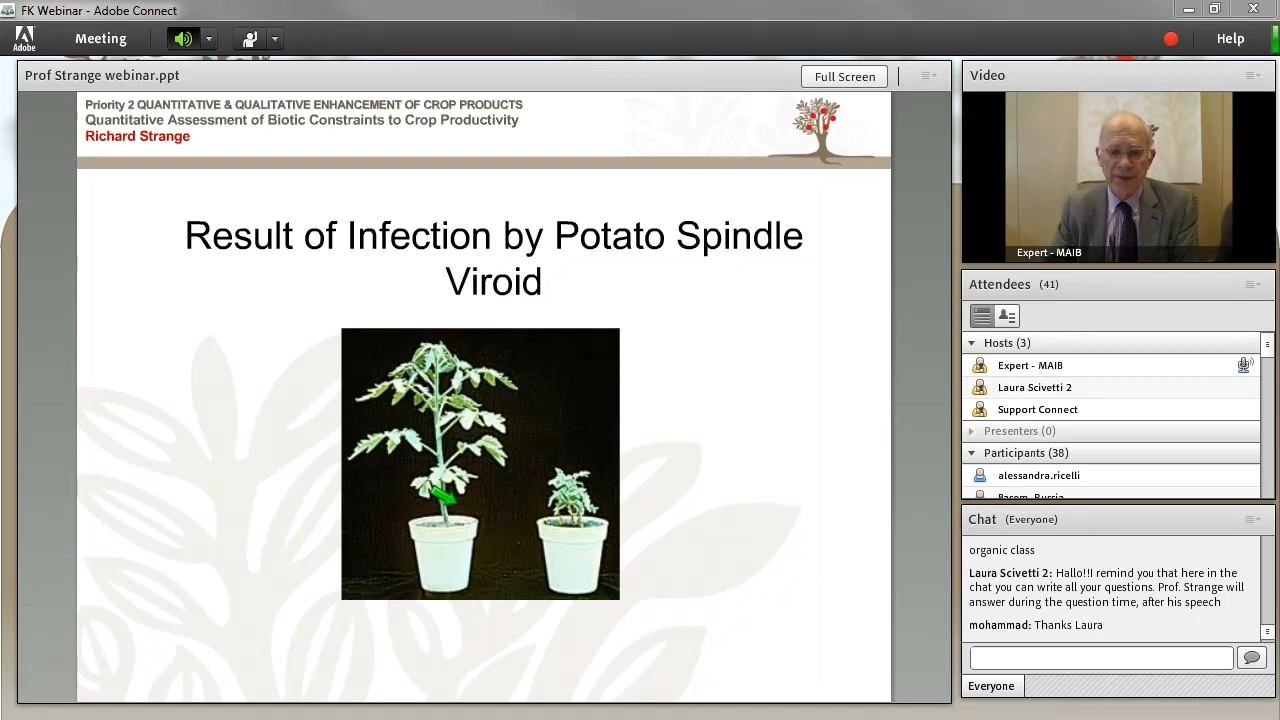 FK Webinar - Adobe Connect
Adobe
Meeting
Help
Prof Strange webinar.ppt
Full Screen
Priority 2 QUANTITATIVE & QUALITATIVE ENHANCEMENT OF CROP PRODUCTS
Quantitative Assessment of Biotic Constraints to Crop Productivity
Richard Strange
Result of Infection by Potato Spindle
Viroid
Video
Expert - MAIB
Attendees (41)
Hosts (3)
Expert - MAIB
Laura Scivetti 2
Support Connect
Presenters (0)
Participants (38)
alessandra.ricelli
Chat (Everyone)
organic class
Laura Scivetti 2: Hallo!!I remind you that here in the
chat you can write all your questions. Prof. Strange will
answer during the question time, after his speech
mohammad: Thanks Laura
Everyone